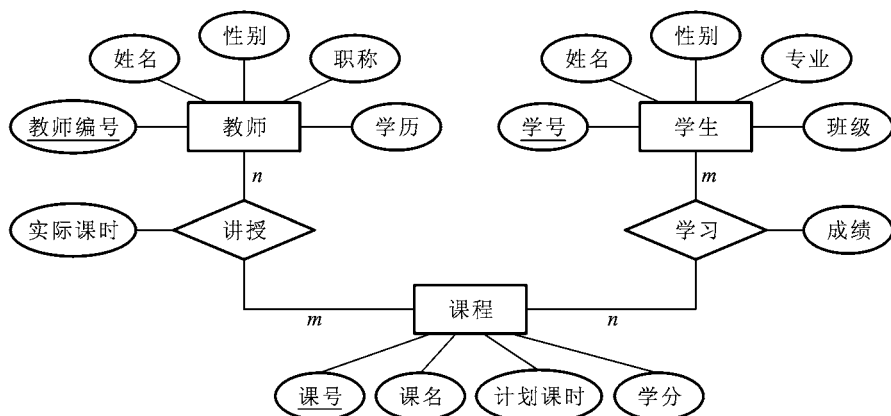 性别
性别
姓名
职称
姓名
专业
教师编号
教师
学历
学号
学生
班级
n
m
实际课时
讲授
学习
成绩
课程
m
n
课号
课名
计划课时
学分